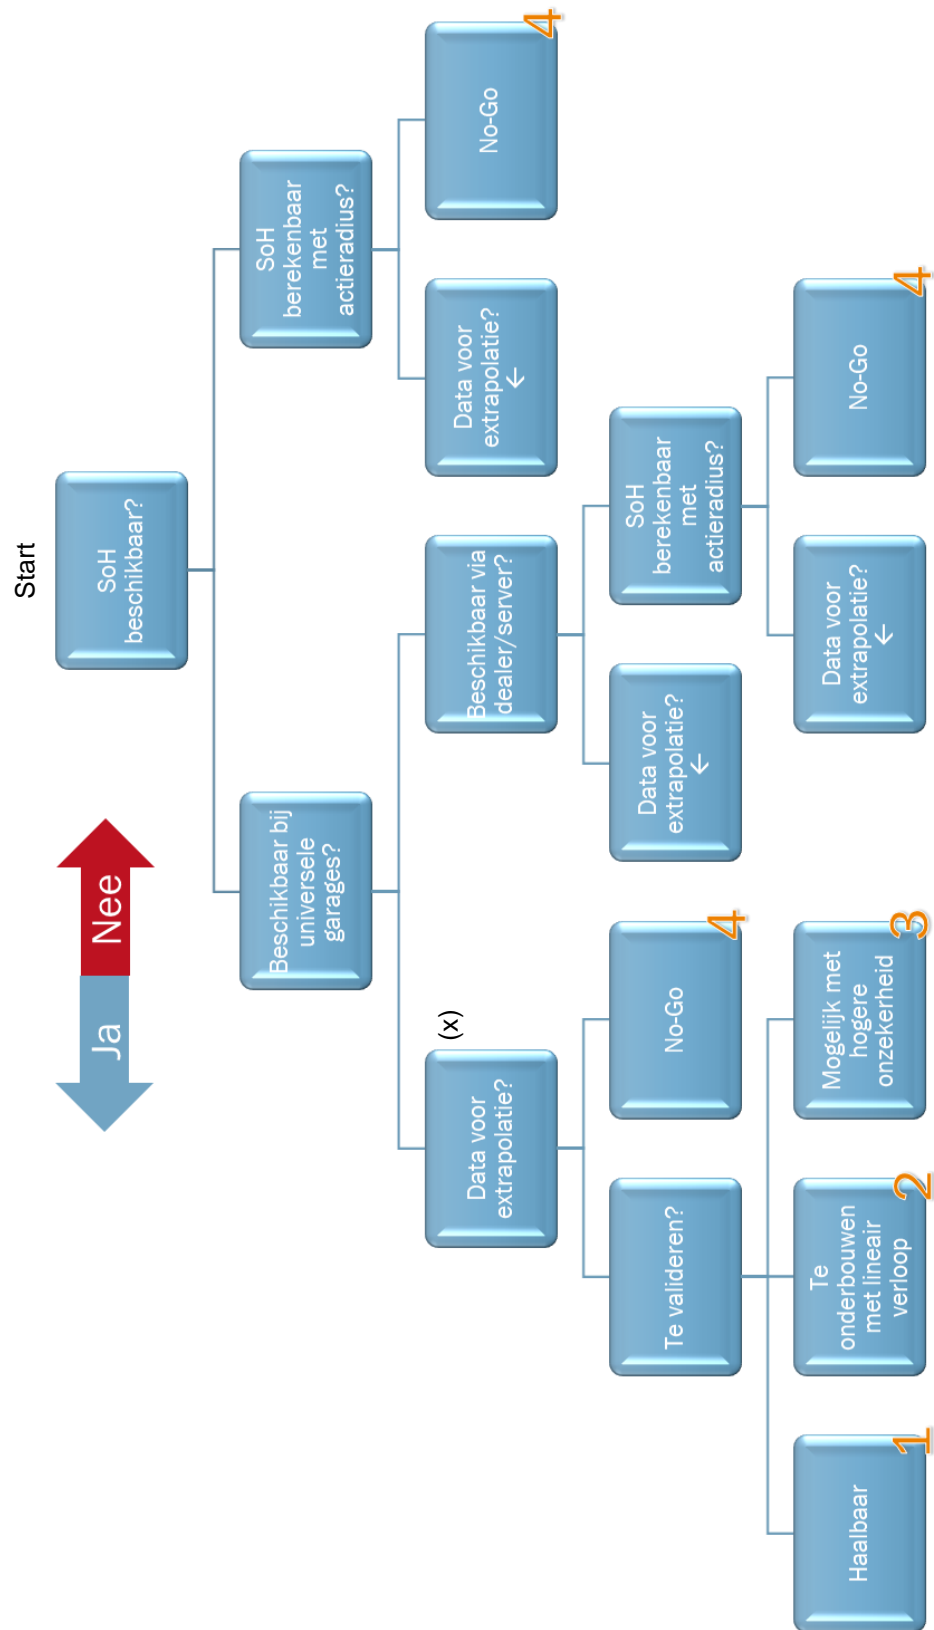 Start
SoH
beschikbaar?
Ja
Nee
Beschikbaar bij
universele
garages?
SoH
berekenbaar
met
actieradius?
Data voor
extrapolatie?
(x)
Beschikbaar via
dealer/server?
Data voor
extrapolatie?
←
No-Go
4
Te valideren?
No-Go
4
Data voor
extrapolatie?
←
SoH
berekenbaar
met
actieradius?
Haalbaar
1
Te
onderbouwen
met lineair
verloop
2
Mogelijk met
hogere
onzekerheid
3
Data voor
extrapolatie?
←
No-Go
4